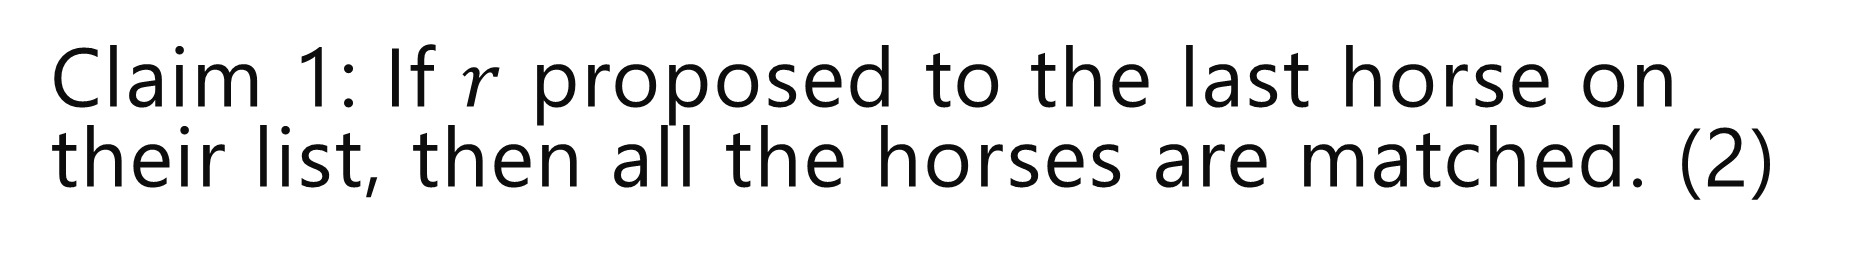 Claim 1: If r proposed to the last horse on
their list, then all the horses are matched. (2)